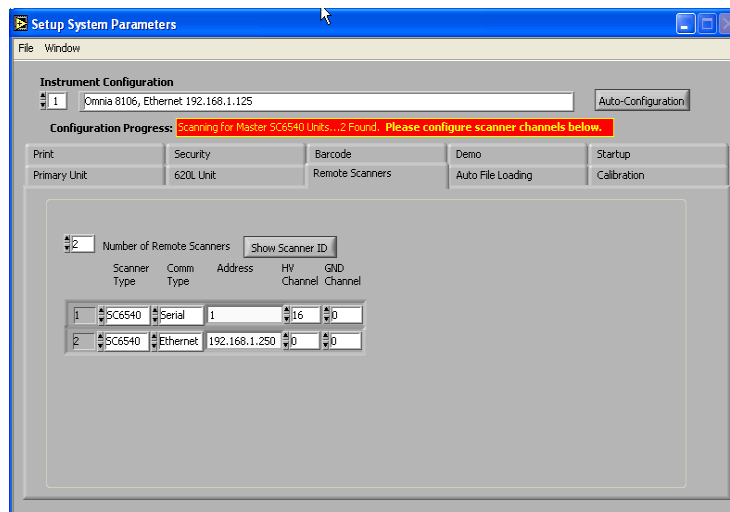 Setup System Parameters
File Window
Instrument Configuration
1 Omnia 8106, Ethernet 192.168.1.125 Auto-Configuration
Configuration Progress: Scanning for Master SC6540 Units...2 Found. Please configure scanner channels below.
Print Security Barcode Demo Startup
Primary Unit 620L Unit Remote Scanners Auto File Loading Calibration
2 Number of Remote Scanners Show Scanner ID
Scanner Comm Address HV GND
Type Type Channel Channel
1 SC6540 Serial 1 16 0
2 SC6540 Ethernet 192.168.1.250 0 0